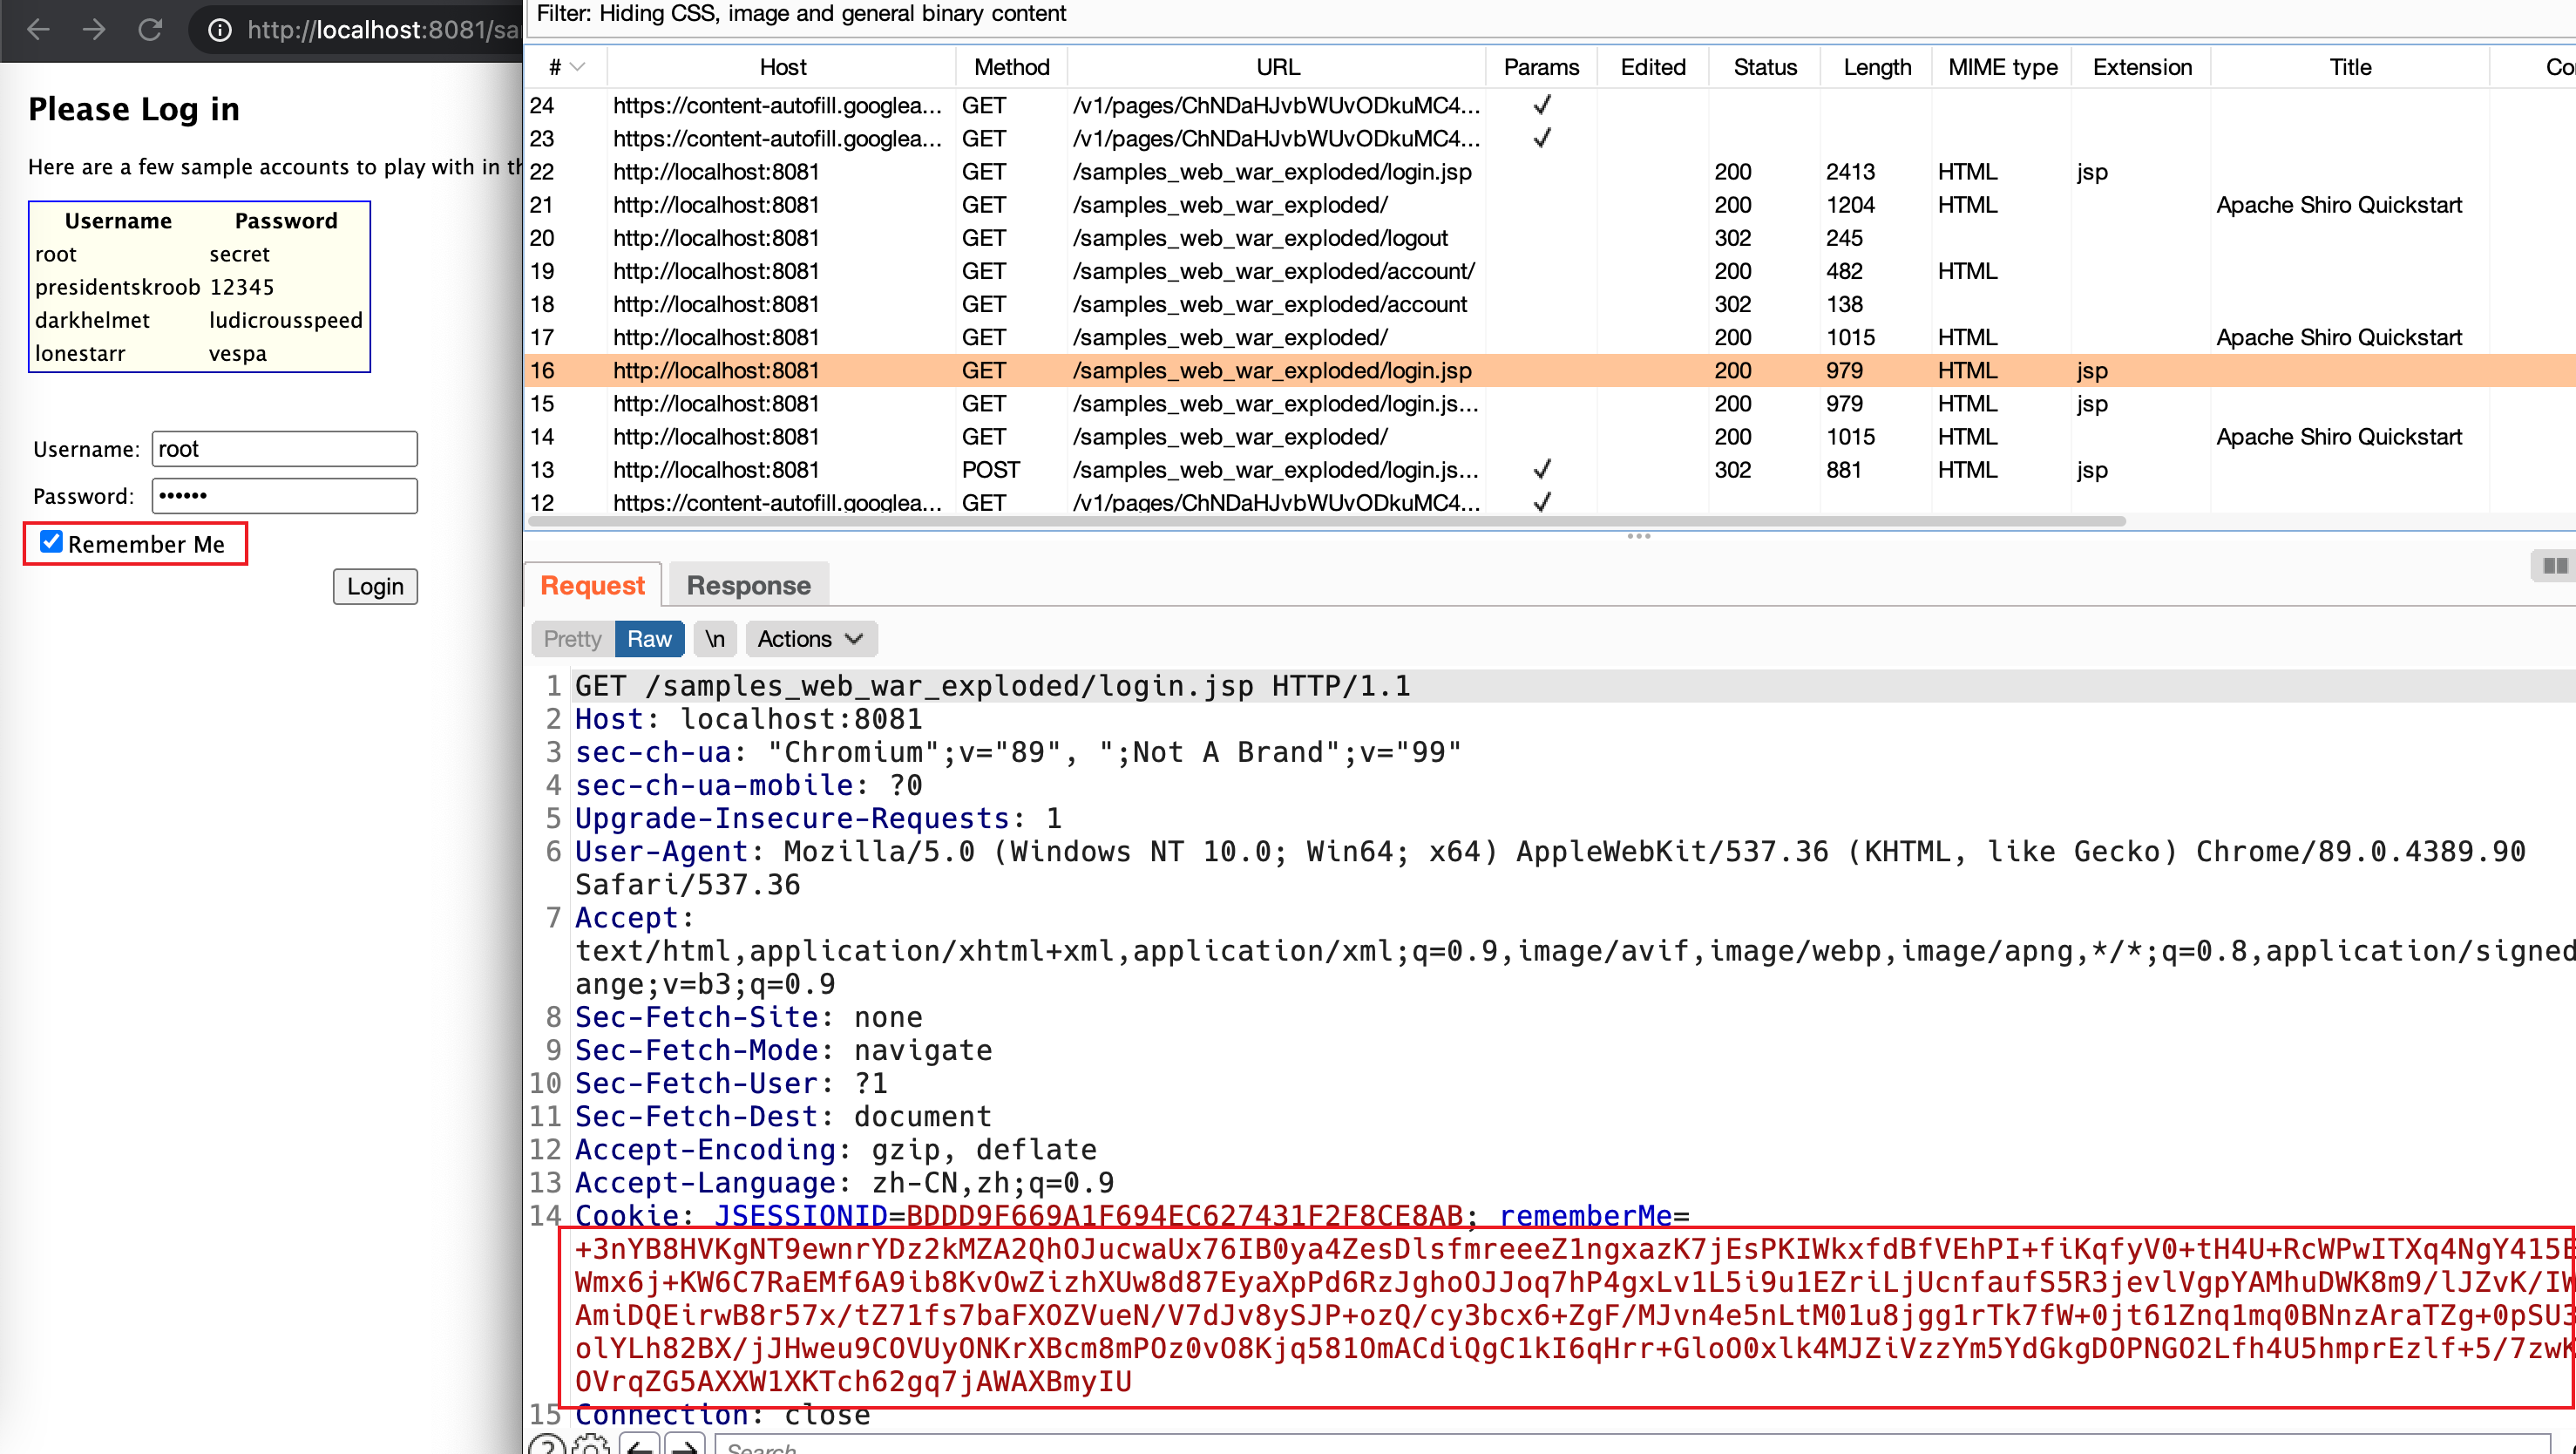 http://localhost:8081/sa
Please Log in
Here are a few sample accounts to play with in th
Username Password
root secret
presidentskroob 12345
darkhelmet ludicrousspeed
lonestarr vespa
Username: root
Password: ••••••
Remember Me
Login
Filter: Hiding CSS, image and general binary content
# Host Method URL Params Edited Status Length MIME type Extension Title Co
24 https://content-autofill.googlea... GET /v1/pages/ChNDaHJvbWUvODkuMC4... ✓
23 https://content-autofill.googlea... GET /v1/pages/ChNDaHJvbWUvODkuMC4... ✓
22 http://localhost:8081 GET /samples_web_war_exploded/login.jsp 200 2413 HTML jsp
21 http://localhost:8081 GET /samples_web_war_exploded/ 200 1204 HTML Apache Shiro Quickstart
20 http://localhost:8081 GET /samples_web_war_exploded/logout 302 245
19 http://localhost:8081 GET /samples_web_war_exploded/account/ 200 482 HTML
18 http://localhost:8081 GET /samples_web_war_exploded/account 302 138
17 http://localhost:8081 GET /samples_web_war_exploded/ 200 1015 HTML Apache Shiro Quickstart
16 http://localhost:8081 GET /samples_web_war_exploded/login.jsp 200 979 HTML jsp
15 http://localhost:8081 GET /samples_web_war_exploded/login.js... 200 979 HTML jsp
14 http://localhost:8081 GET /samples_web_war_exploded/ 200 1015 HTML Apache Shiro Quickstart
13 http://localhost:8081 POST /samples_web_war_exploded/login.js... ✓ 302 881 HTML jsp
12 https://content-autofill.googlea... GET /v1/pages/ChNDaHJvbWUvODkuMC4... ✓
Request Response
Pretty Raw \n Actions
1 GET /samples_web_war_exploded/login.jsp HTTP/1.1
2 Host: localhost:8081
3 sec-ch-ua: "Chromium";v="89", ";Not A Brand";v="99"
4 sec-ch-ua-mobile: ?0
5 Upgrade-Insecure-Requests: 1
6 User-Agent: Mozilla/5.0 (Windows NT 10.0; Win64; x64) AppleWebKit/537.36 (KHTML, like Gecko) Chrome/89.0.4389.90
Safari/537.36
7 Accept:
text/html,application/xhtml+xml,application/xml;q=0.9,image/avif,image/webp,image/apng,*/*;q=0.8,application/signed
ange;v=b3;q=0.9
8 Sec-Fetch-Site: none
9 Sec-Fetch-Mode: navigate
10 Sec-Fetch-User: ?1
11 Sec-Fetch-Dest: document
12 Accept-Encoding: gzip, deflate
13 Accept-Language: zh-CN,zh;q=0.9
14 Cookie: JSESSIONID=BDDD9F669A1F694EC627431F2F8CE8AB; rememberMe=
+3nYB8HVKgNT9ewnrYDz2kMZA2QhOJucwaUx76IB0ya4ZesDlsfmreeeZ1ngxazK7jEsPKIWkxfdBfVEhPI+fiKqfyV0+tH4U+RcWPwITXq4NgY415E
Wmx6j+KW6C7RaEMf6A9ib8KvOwZizhXUw8d87EyaXpPd6RzJghoOJJoq7hP4gxLv1L5i9u1EZriLjUcnfaufS5R3jevlVgpYAMhuDWK8m9/lJZvK/IW
AmiDQEirwB8r57x/tZ71fs7baFXOZVueN/V7dJv8ySJP+ozQ/cy3bcx6+ZgF/MJvn4e5nLtM01u8jgg1rTk7fW+0jt61Znq1mq0BNnzAraTZg+0pSU3
olYLh82BX/jJHweu9COVUyONKrXBcm8mPOz0vO8Kjq581OmACdiQgC1kI6qHrr+GloO0xlk4MJZiVzzYm5YdGkgDOPNGO2Lfh4U5hmprEzlf+5/7zwK
OVrqZG5AXXW1XKTch62gq7jAWAXBmyIU
15 Connection: close
Search...